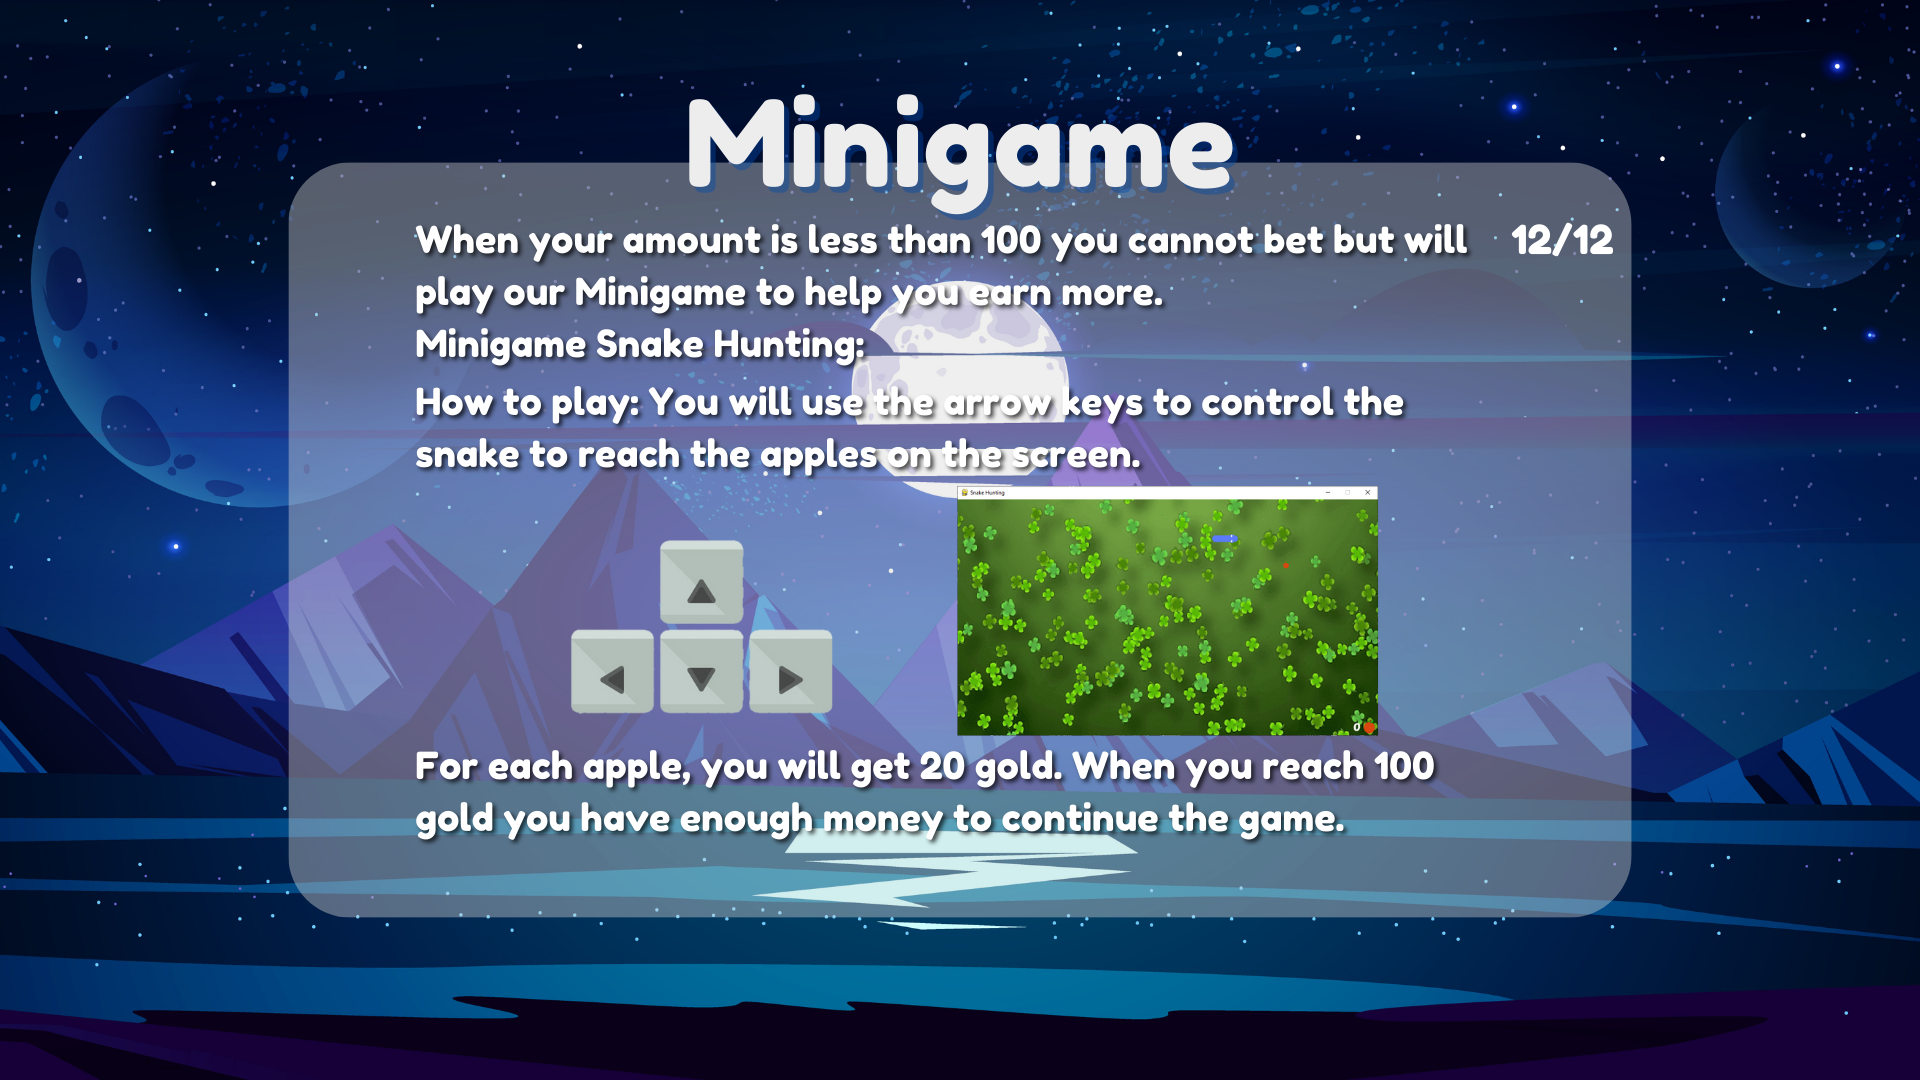 Minigame
When your amount is less than 100 you cannot bet but will
12/12
play our Minigame to help you earn more.
Minigame Snake Hunting:
How to play: You will use the arrow keys to control the
snake to reach the apples on the screen.
Snake Hunting
0
For each apple, you will get 20 gold. When you reach 100
gold you have enough money to continue the game.